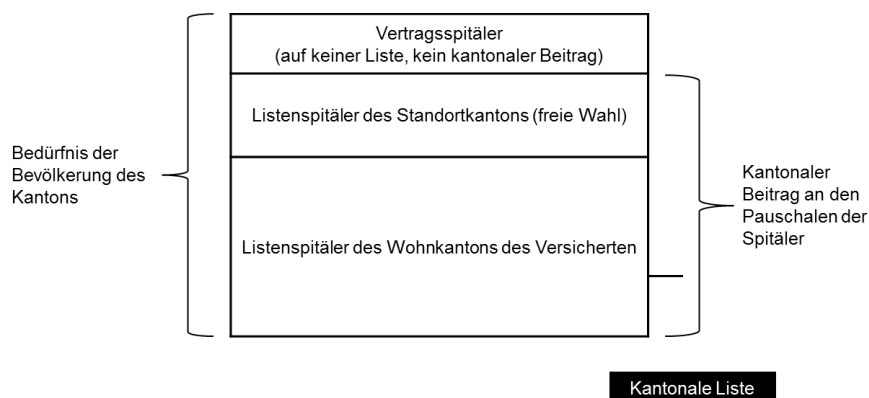 Vertragsspitäler
(auf keiner Liste, kein kantonaler Beitrag)
Listenspitäler des Standortkantons (freie Wahl)
Bedürfnis der
Bevölkerung des
Kantons
Kantonaler
Beitrag an den
Pauschalen der
Spitäler
Listenspitäler des Wohnkantons des Versicherten
Kantonale Liste